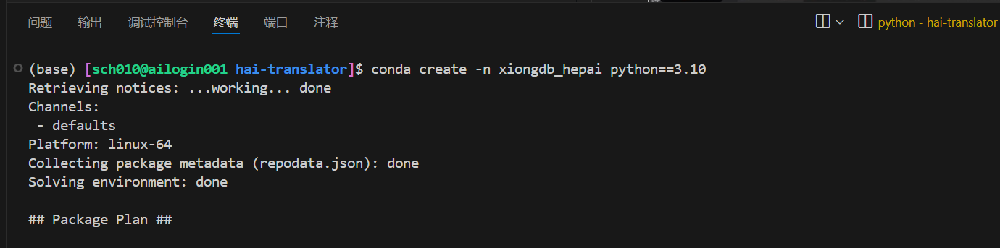 问题 输出 调试控制台 终端 端口 注释 python - hai-translator
(base) [sch010@ailogin001 hai-translator]$ conda create -n xiongdb_hepai python==3.10
Retrieving notices: ...working... done
Channels:
 - defaults
Platform: linux-64
Collecting package metadata (repodata.json): done
Solving environment: done
## Package Plan ##